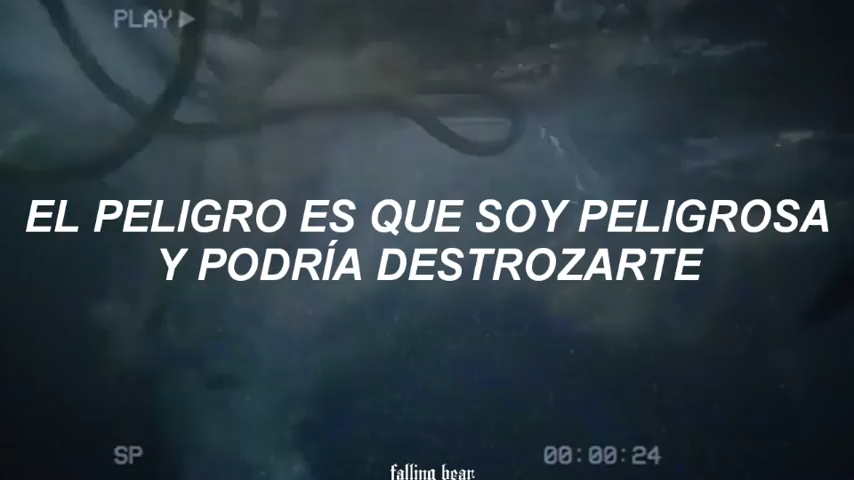 PLAY
EL PELIGRO ES QUE SOY PELIGROSA
Y PODRÍA DESTROZARTE
SP
00:00:24
falling bear